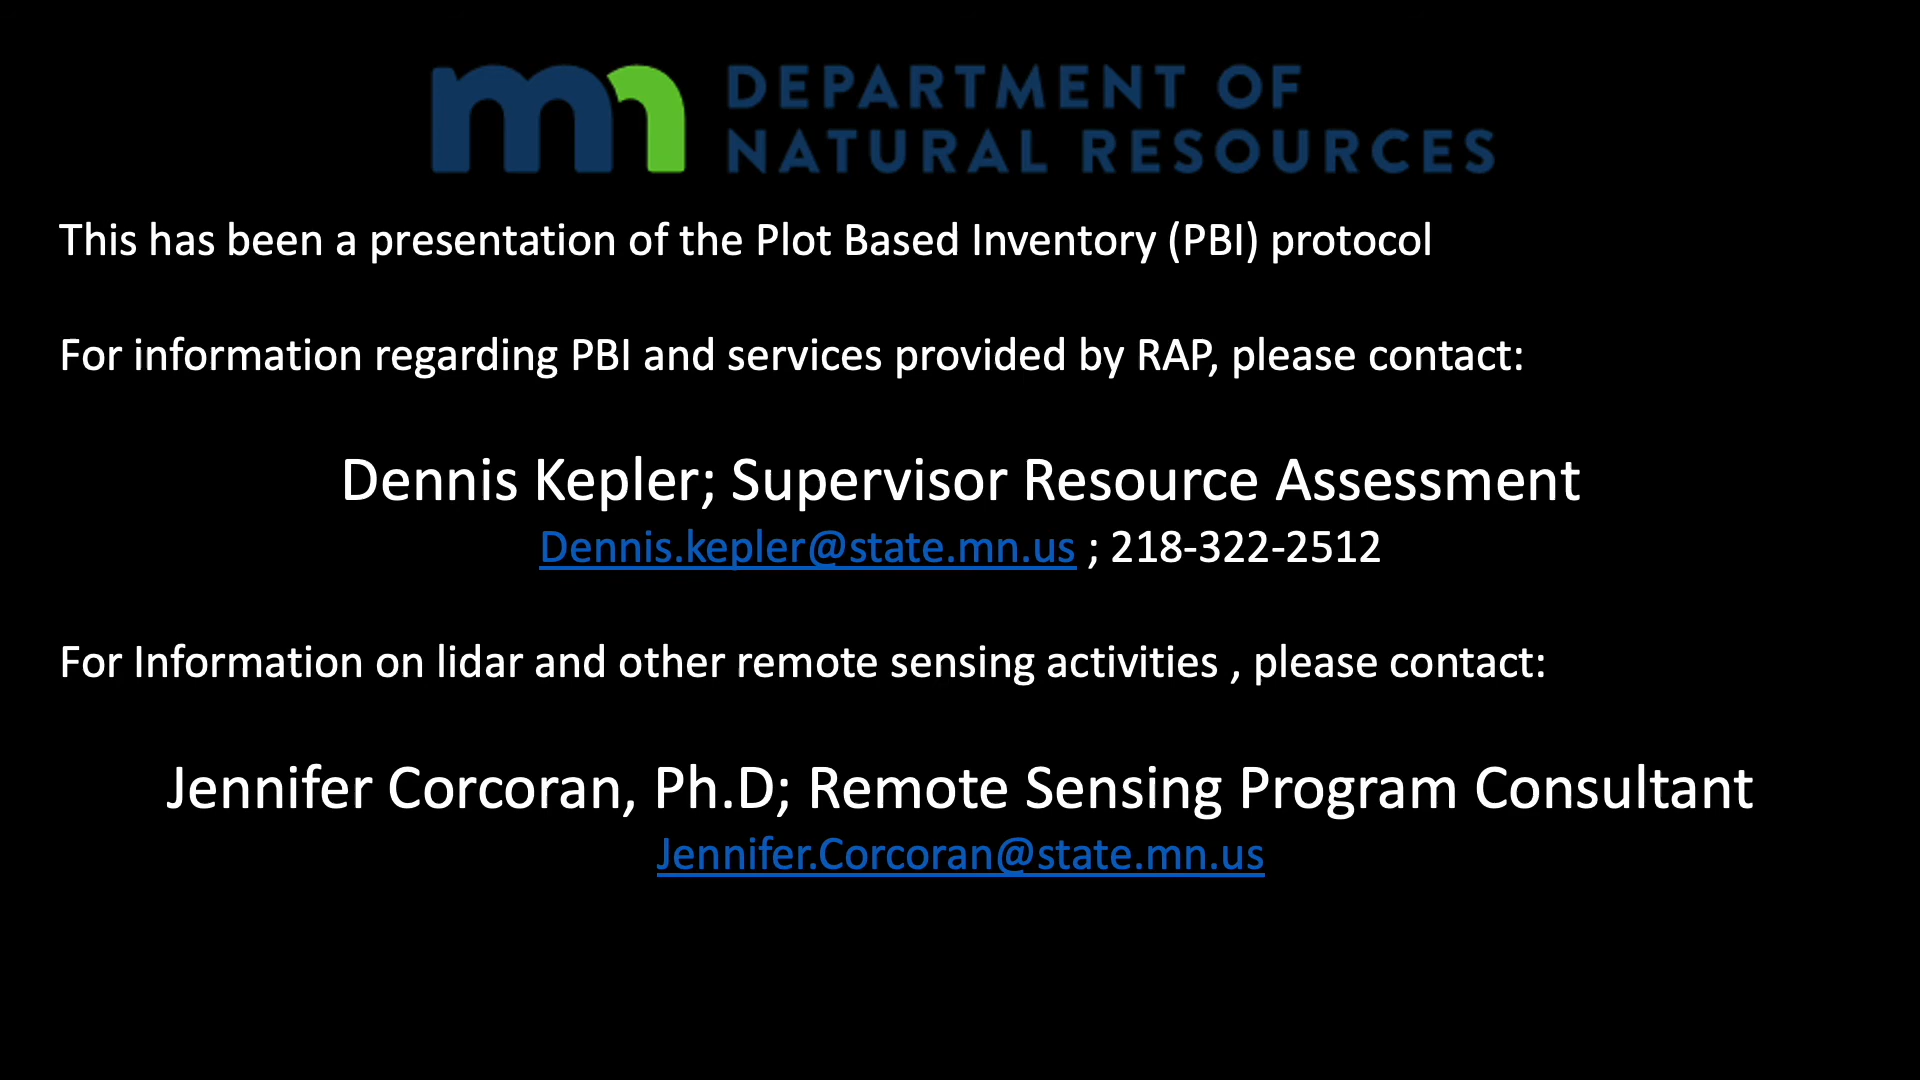 mn DEPARTMENT OF
NATURAL RESOURCES
This has been a presentation of the Plot Based Inventory (PBI) protocol
For information regarding PBI and services provided by RAP, please contact:
Dennis Kepler; Supervisor Resource Assessment
Dennis.kepler@state.mn.us ; 218-322-2512
For Information on lidar and other remote sensing activities , please contact:
Jennifer Corcoran, Ph.D; Remote Sensing Program Consultant
Jennifer.Corcoran@state.mn.us